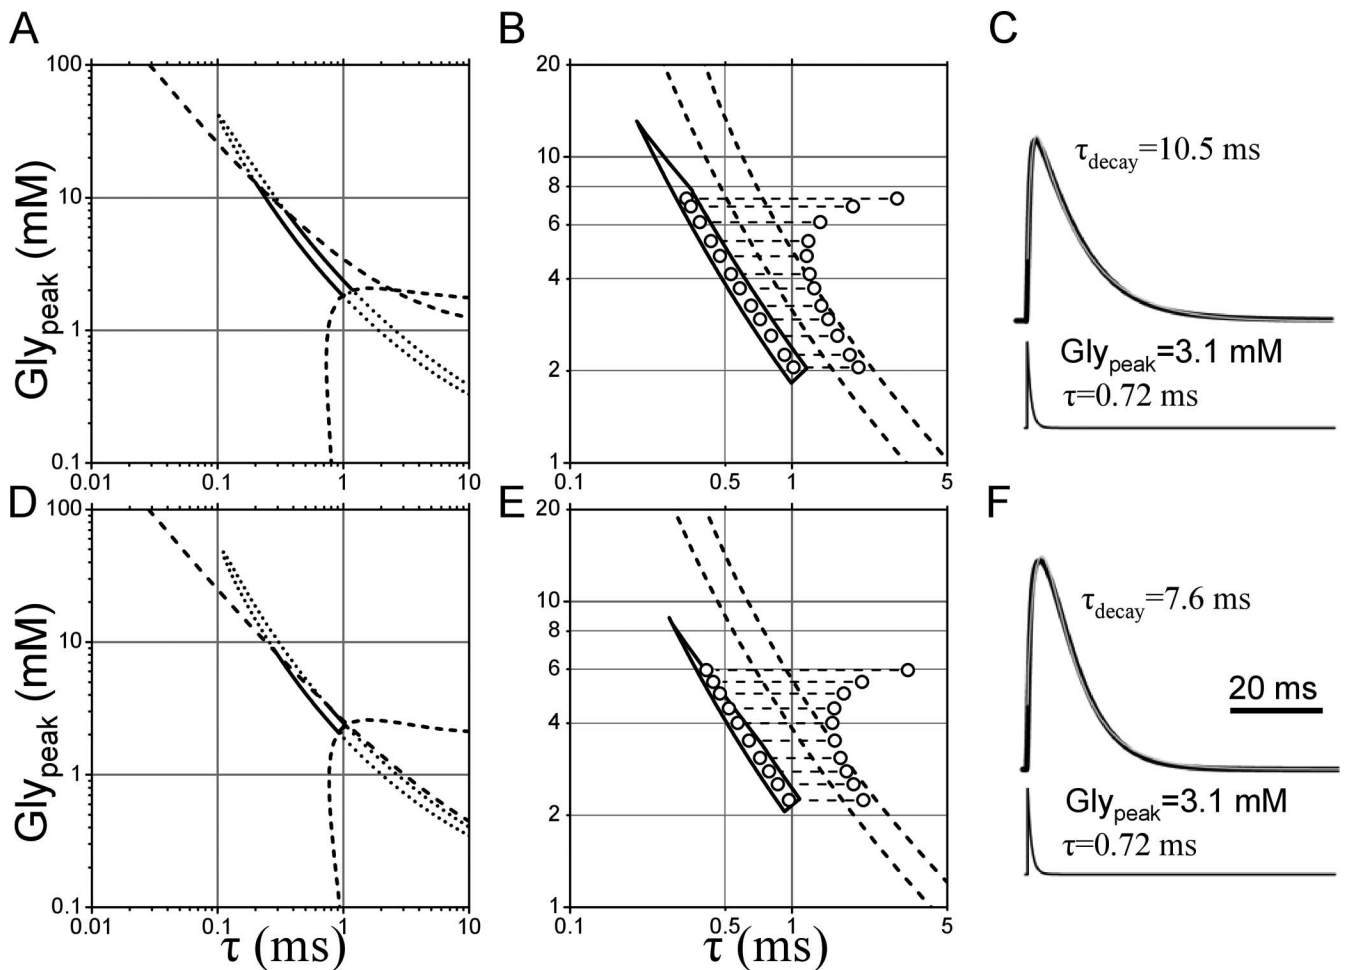 A
B
C
100
10
1
0.1
Gly peak (mM)
0.01
0.1
1
10
20
10
8
6
4
2
1
0.1
0.5
1
5
τ (ms)
τdecay=10.5 ms
Glypeak=3.1 mM
τ=0.72 ms
D
E
F
100
10
1
0.1
Glypeak (mM)
0.01
0.1
1
10
τ (ms)
20
10
8
6
4
2
1
0.1
0.5
1
5
τ (ms)
τdecay=7.6 ms
20 ms
Glypeak=3.1 mM
τ=0.72 ms